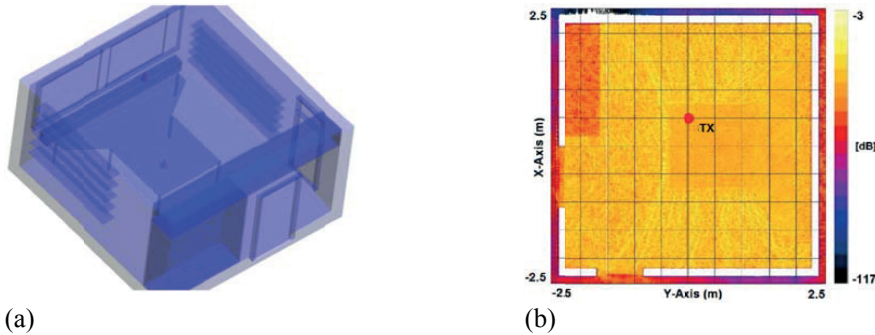 2.5
-3
X-Axis (m)
TX
[dB]
-2.5
-117
-2.5
Y-Axis (m)
2.5
(a)
(b)